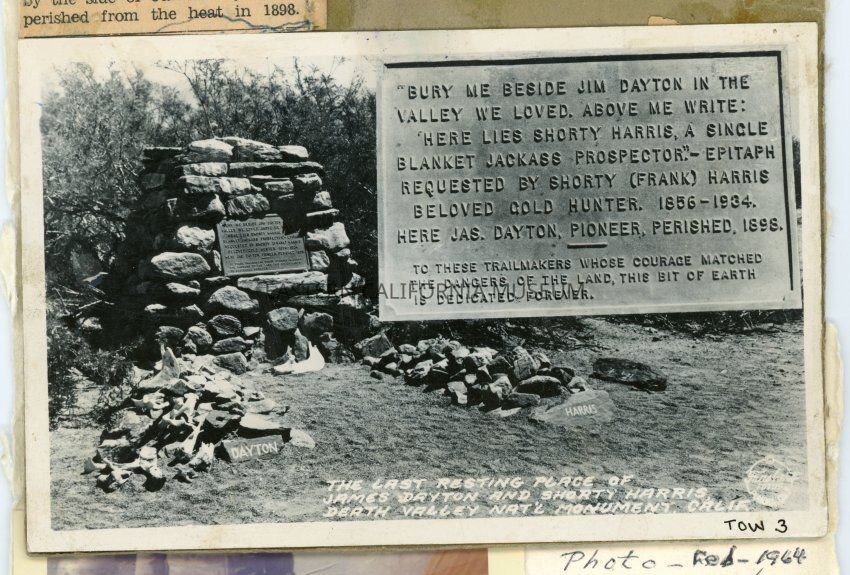 perished from the heat in 1898.
"BURY ME BESIDE JIM DAYTON IN THE
VALLEY WE LOVED. ABOVE ME WRITE:
'HERE LIES SHORTY HARRIS, A SINGLE
BLANKET JACKASS PROSPECTOR'."– EPITAPH
REQUESTED BY SHORTY (FRANK) HARRIS
BELOVED GOLD HUNTER. 1856–1934.
HERE JAS. DAYTON, PIONEER, PERISHED, 1898.
TO THESE TRAILMAKERS WHOSE COURAGE MATCHED
THE DANGERS OF THE LAND, THIS BIT OF EARTH
IS DEDICATED FOREVER.
CALIFORNIA MUSEUM
HARRIS
DAYTON
THE LAST RESTING PLACE OF
JAMES DAYTON AND SHORTY HARRIS,
DEATH VALLEY NAT'L MONUMENT, CALIF.
TOW 3
Photo – Feb – 1964